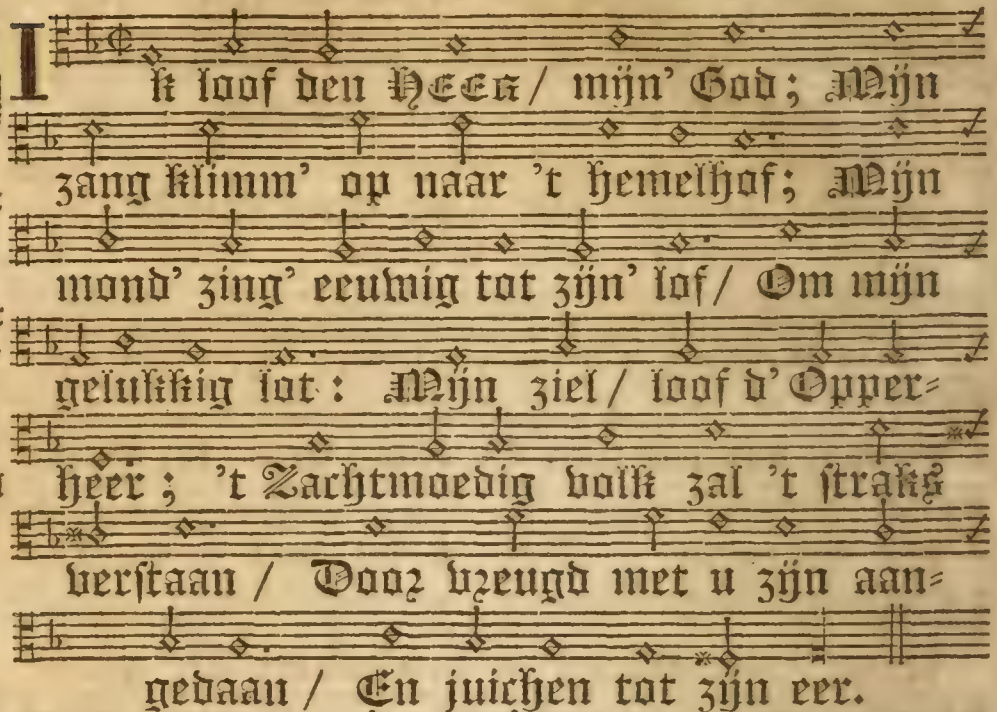 Ik loof den HEER / mijn' God; Mijn
zang klimm' op naar 't hemelhof; Mijn
mond' zing' eeuwig tot zijn' lof / Om mijn
gelukkig lot: Mijn ziel / loof d' Opper-
heer; 't Zachtmoedig volk zal 't straks
verstaan / Door vreugd met u zijn aan-
gedaan / En juichen tot zijn eer.